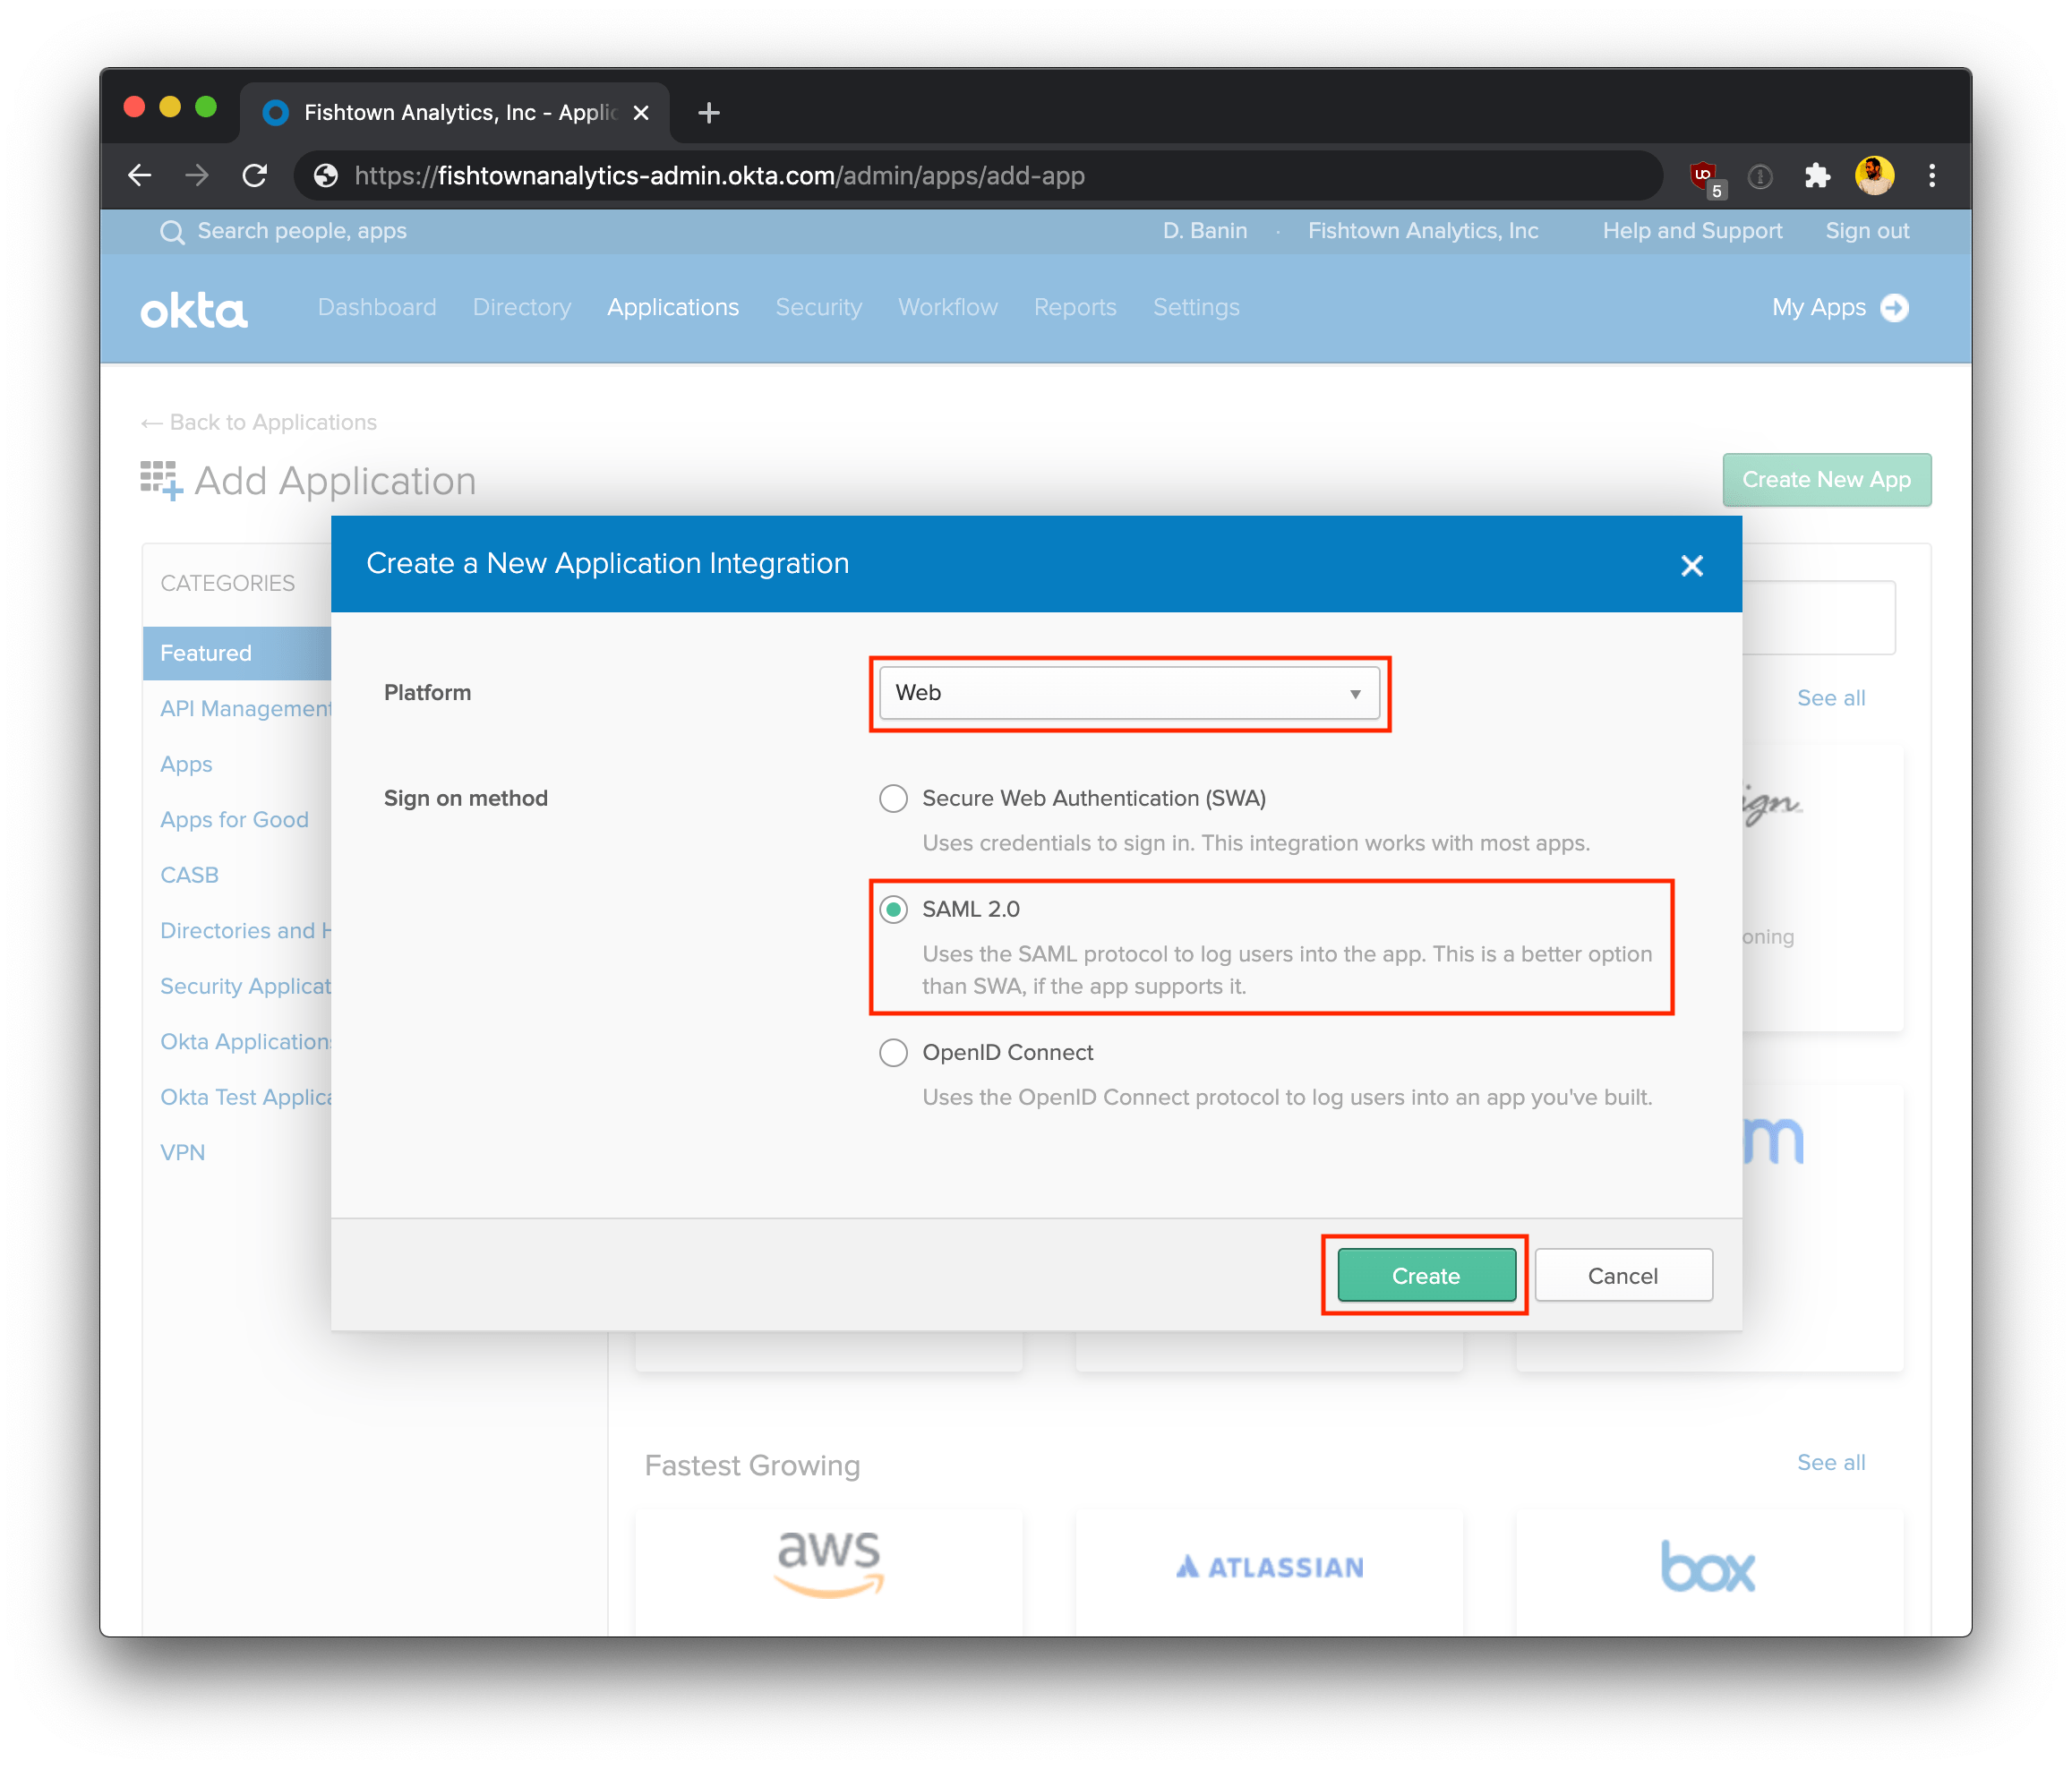 Fishtown Analytics, Inc - Applic
https://fishtownanalytics-admin.okta.com/admin/apps/add-app
5
Search people, apps
D. Banin · Fishtown Analytics, Inc Help and Support Sign out
okta Dashboard Directory Applications Security Workflow Reports Settings My Apps
← Back to Applications
Add Application
Create New App
Create a New Application Integration
CATEGORIES
Featured
API Management
Apps
Apps for Good
CASB
Directories and H
Security Applicat
Okta Applications
Okta Test Applica
VPN
Platform
Web
Sign on method
Secure Web Authentication (SWA)
Uses credentials to sign in. This integration works with most apps.
SAML 2.0
Uses the SAML protocol to log users into the app. This is a better option
than SWA, if the app supports it.
OpenID Connect
Uses the OpenID Connect protocol to log users into an app you've built.
Create
Cancel
See all
ign
oning
m
Fastest Growing
See all
aws
ATLASSIAN
box